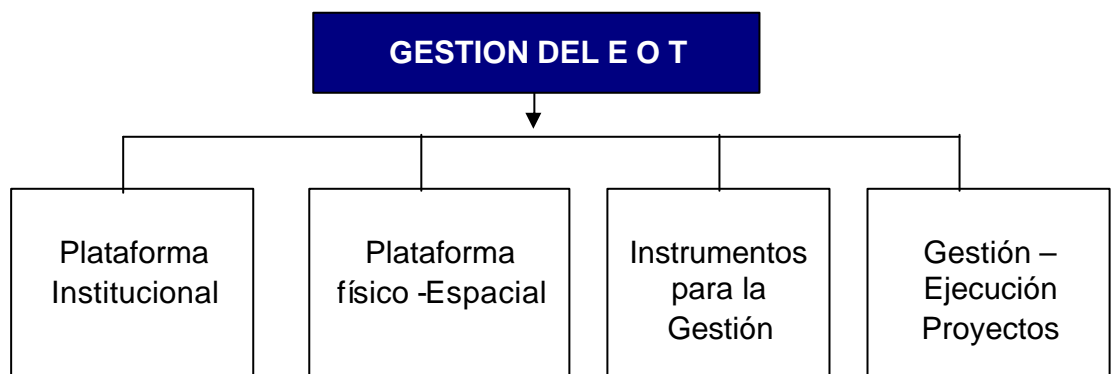 GESTION DEL E O T
Plataforma
Institucional
Plataforma
físico -Espacial
Instrumentos
para la
Gestión
Gestión –
Ejecución
Proyectos